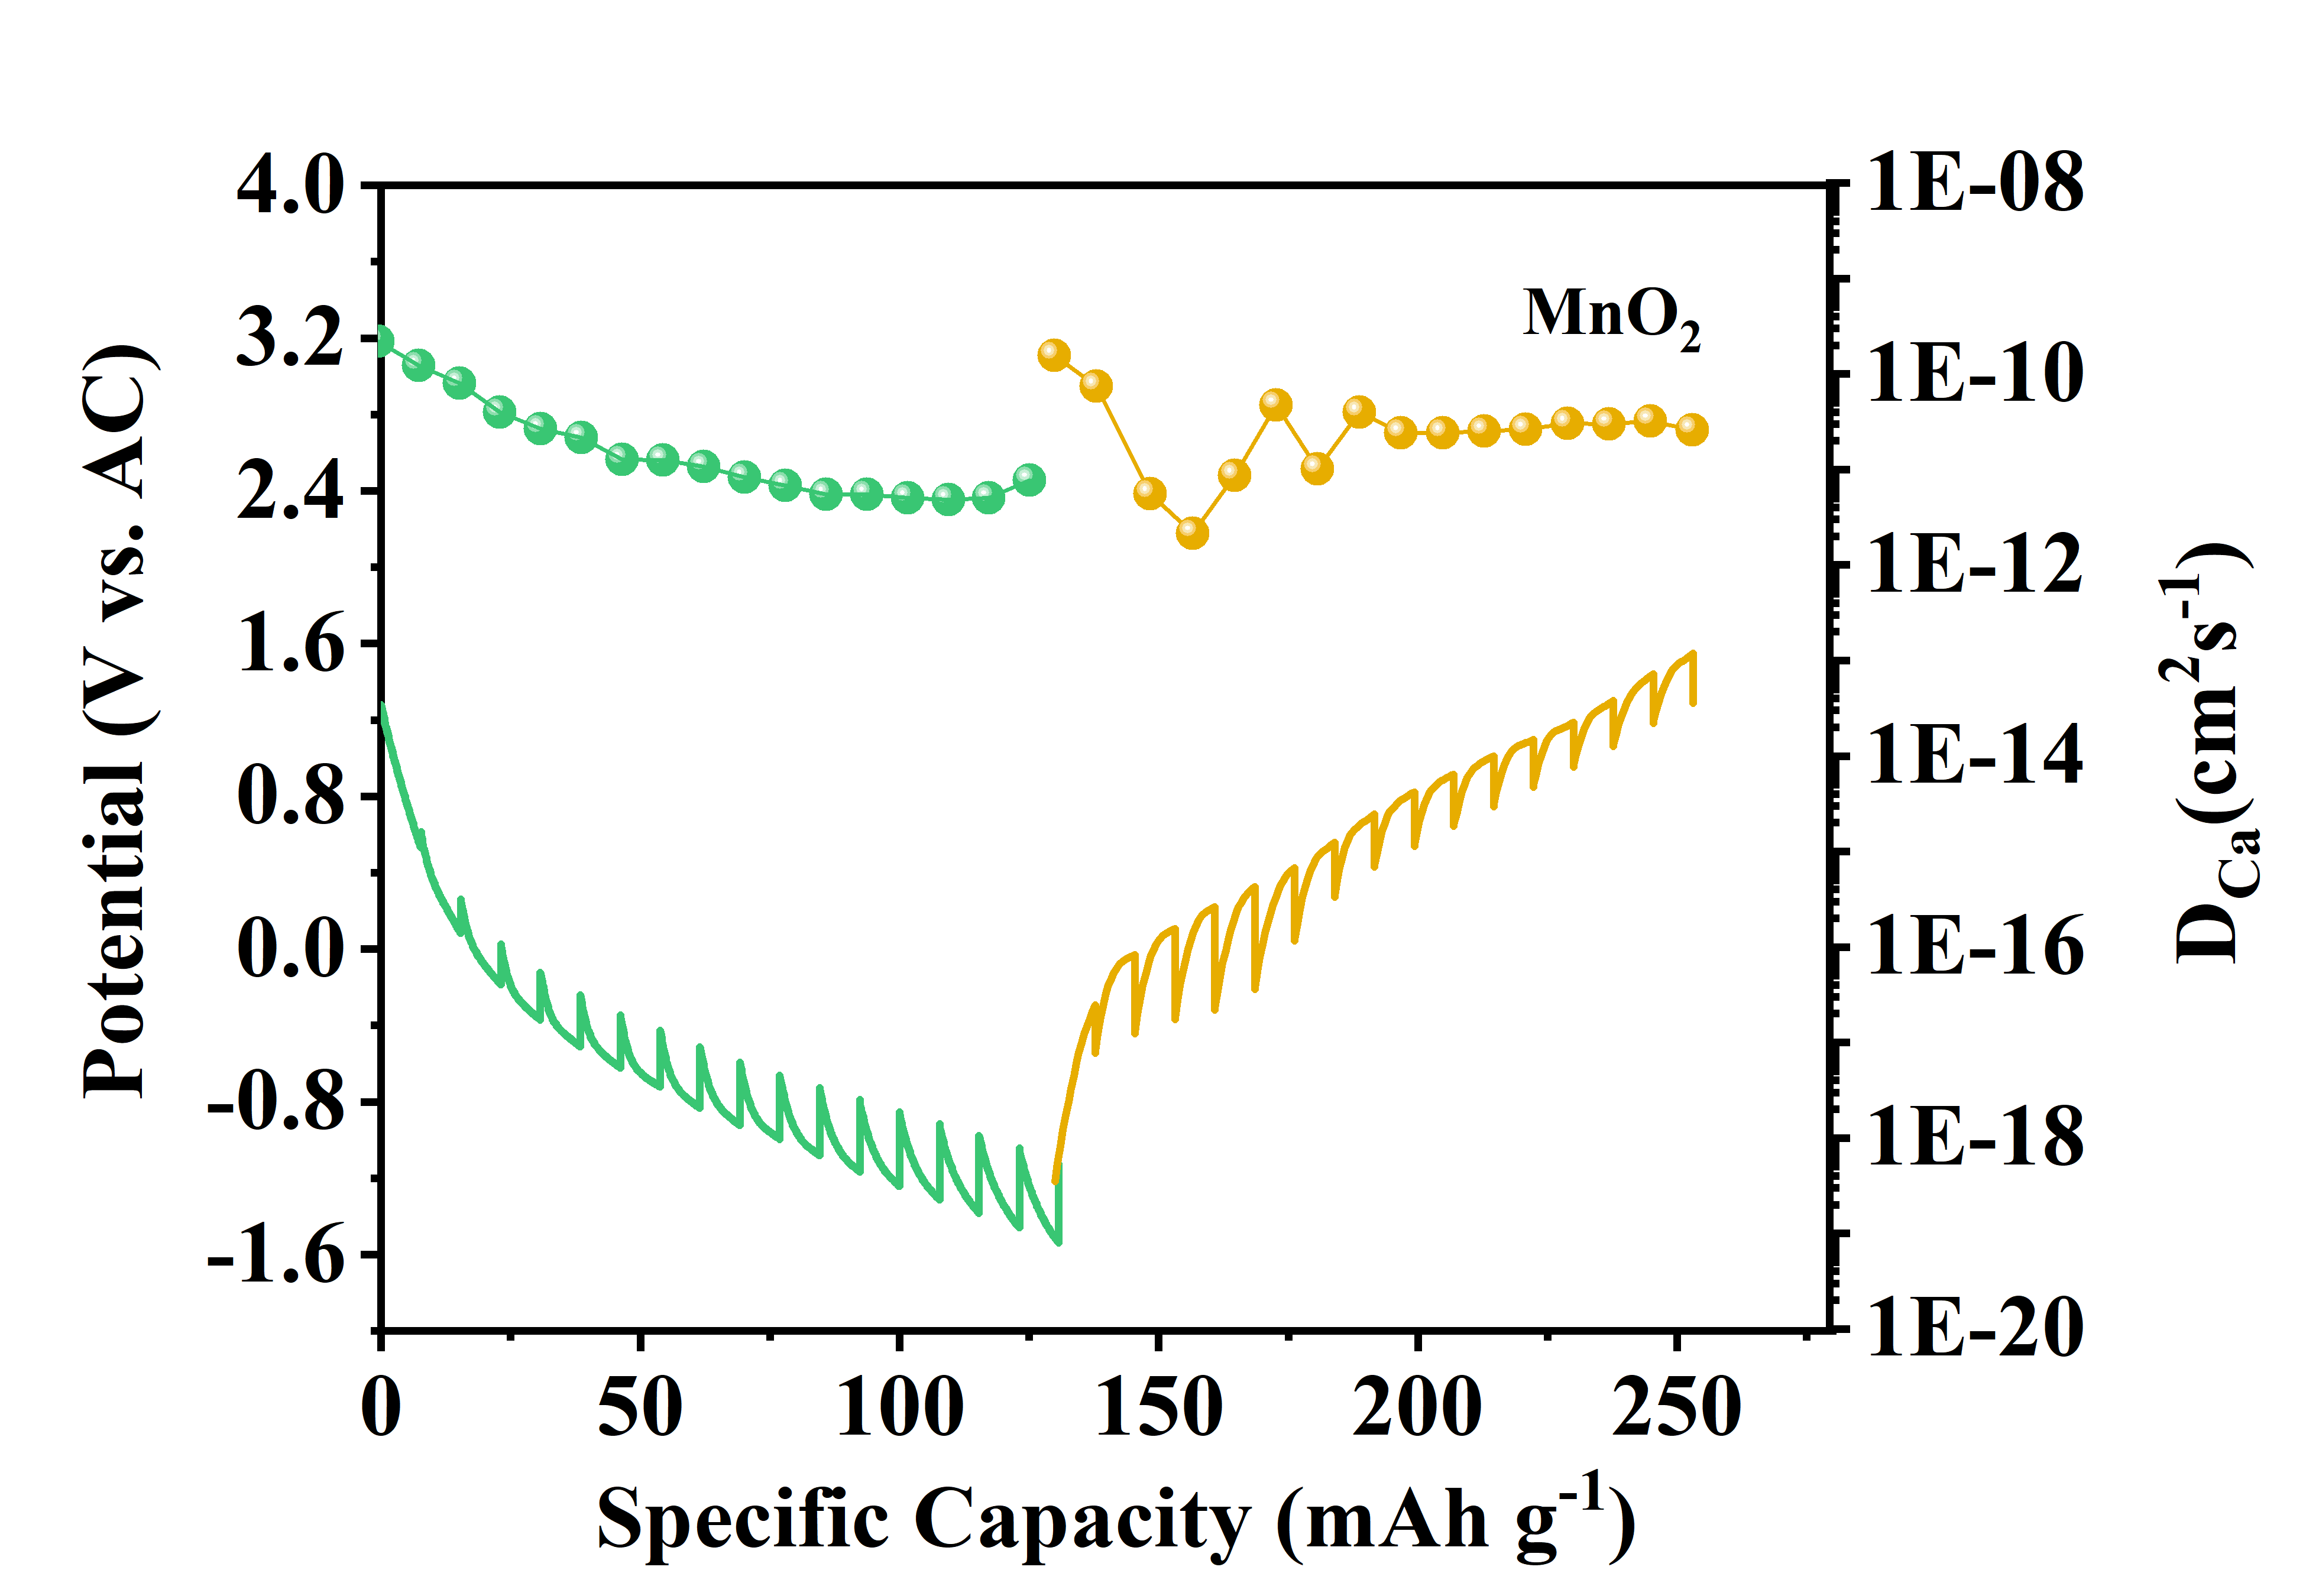 Potential (V vs. AC)
4.0
3.2
2.4
1.6
0.8
0.0
-0.8
-1.6
MnO₂
1E-08
1E-10
1E-12
1E-14
1E-16
1E-18
1E-20
D_Ca(cm²s⁻¹)
0 50 100 150 200 250
Specific Capacity (mAh g⁻¹)